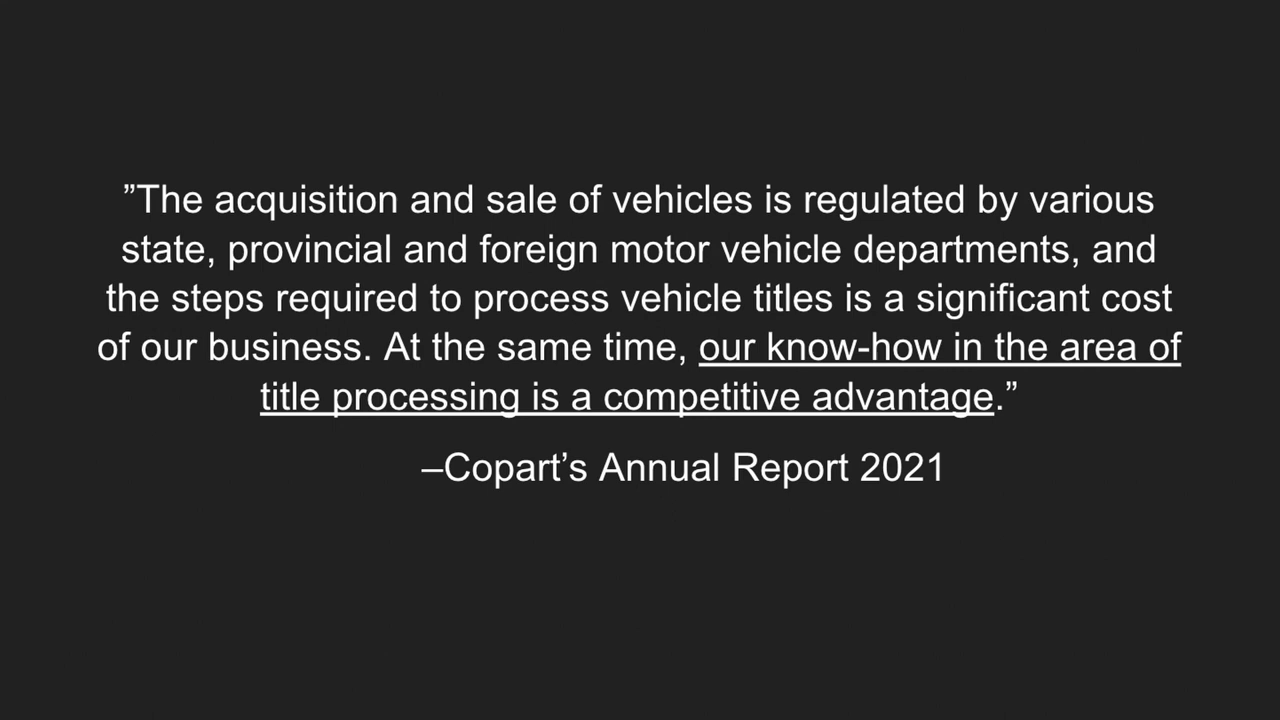 ”The acquisition and sale of vehicles is regulated by various
state, provincial and foreign motor vehicle departments, and
the steps required to process vehicle titles is a significant cost
of our business. At the same time, our know-how in the area of
title processing is a competitive advantage.”
–Copart’s Annual Report 2021